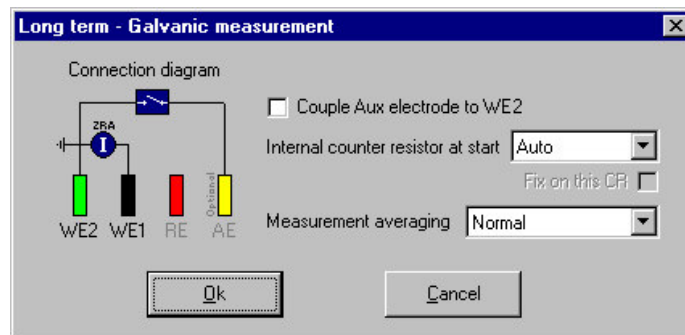 Long term - Galvanic measurement
Connection diagram
ZRA
I
Optional
WE2 WE1 RE AE
Couple Aux electrode to WE2
Internal counter resistor at start Auto
Fix on this CR
Measurement averaging Normal
Ok Cancel